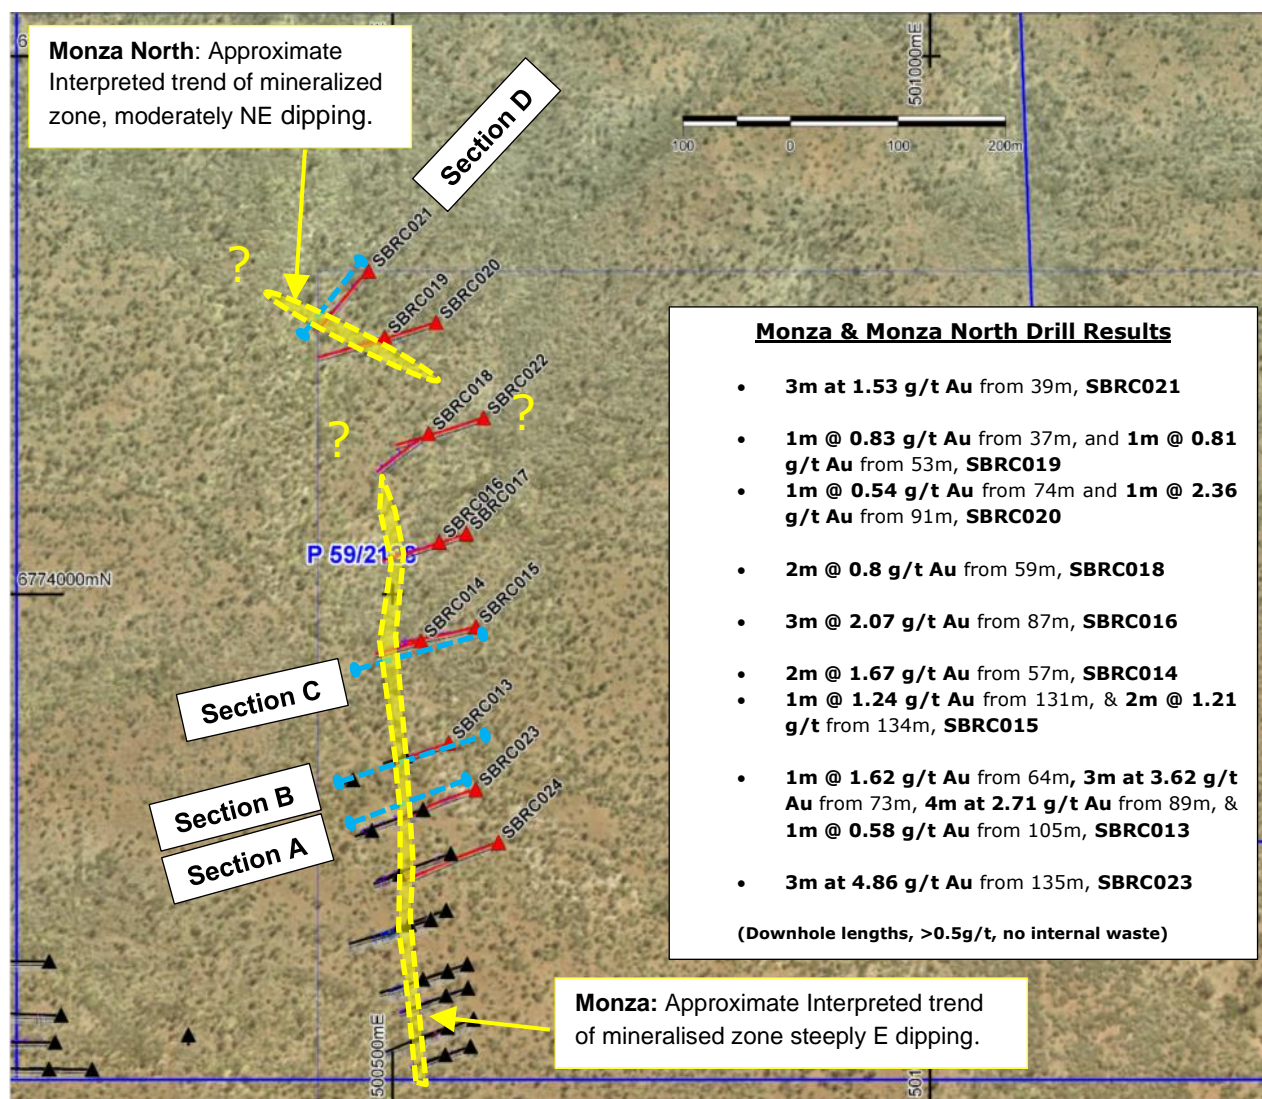 Monza North: Approximate
Interpreted trend of mineralized
zone, moderately NE dipping.
501000mE
100 0 100 200m
Section D
SBRC021
?
SBRC019
SBRC020
SBRC022
SBRC018
?
?
SBRC016
SBRC017
P 59/21
6774000mN
SBRC014
SBRC015
Section C
SBRC013
SBRC023
Section B
SBRC024
Section A
Monza & Monza North Drill Results
• 3m at 1.53 g/t Au from 39m, SBRC021
• 1m @ 0.83 g/t Au from 37m, and 1m @ 0.81
g/t Au from 53m, SBRC019
• 1m @ 0.54 g/t Au from 74m and 1m @ 2.36
g/t Au from 91m, SBRC020
• 2m @ 0.8 g/t Au from 59m, SBRC018
• 3m @ 2.07 g/t Au from 87m, SBRC016
• 2m @ 1.67 g/t Au from 57m, SBRC014
• 1m @ 1.24 g/t Au from 131m, & 2m @ 1.21
g/t from 134m, SBRC015
• 1m @ 1.62 g/t Au from 64m, 3m at 3.62 g/t
Au from 73m, 4m at 2.71 g/t Au from 89m, &
1m @ 0.58 g/t Au from 105m, SBRC013
• 3m at 4.86 g/t Au from 135m, SBRC023
(Downhole lengths, >0.5g/t, no internal waste)
Monza: Approximate Interpreted trend
of mineralised zone steeply E dipping.
500500mE
501